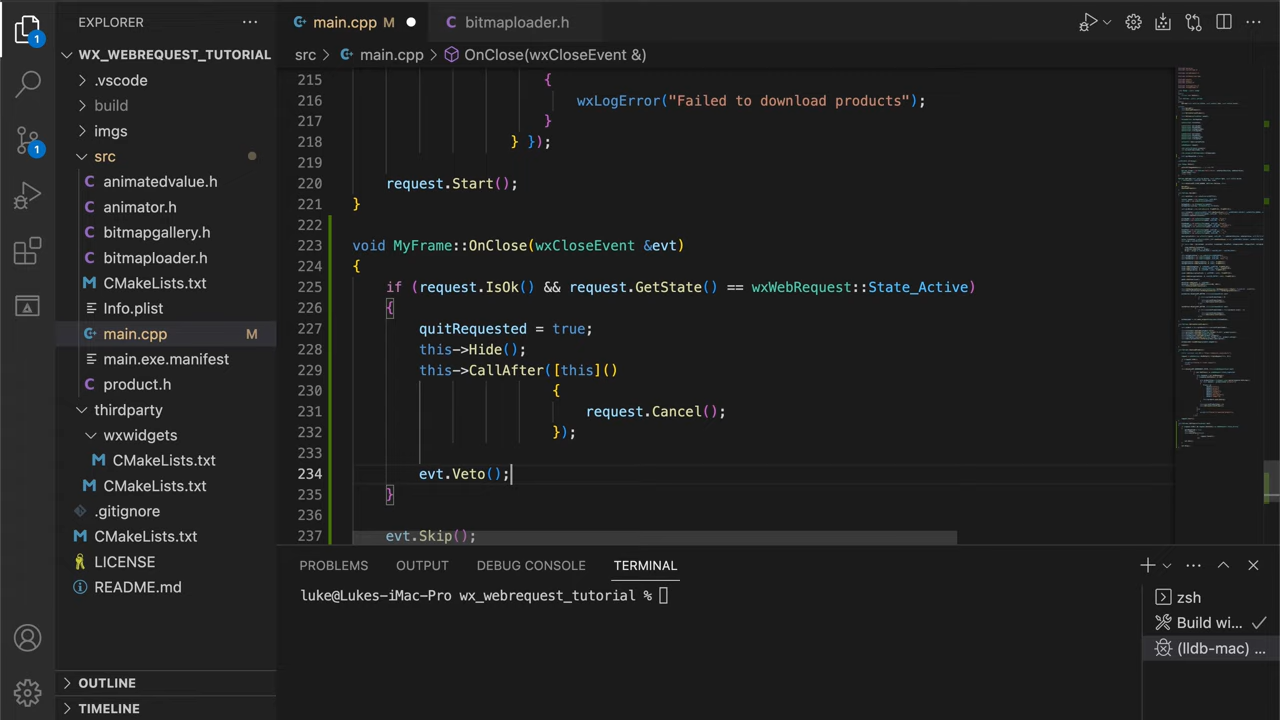 EXPLORER
main.cpp M
bitmaploader.h
1
WX_WEBREQUEST_TUTORIAL
src
main.cpp
OnClose(wxCloseEvent &)
.vscode
build
imgs
1
src
animatedvalue.h
animator.h
bitmapgallery.h
bitmaploader.h
CMakeLists.txt
Info.plist
main.cpp M
main.exe.manifest
product.h
thirdparty
wxwidgets
CMakeLists.txt
CMakeLists.txt
.gitignore
CMakeLists.txt
LICENSE
README.md
OUTLINE
TIMELINE
215 {
216 wxLogError("Failed to download products");
217 }
218 } });
219
220 request.Start();
221 }
222
223 void MyFrame::OnClose(wxCloseEvent &evt)
224 {
225 if (request.IsOk() && request.GetState() == wxWebRequest::State_Active)
226 {
227 quitRequested = true;
228 this->Hide();
229 this->CallAfter([this]()
230 {
231 request.Cancel();
232 });
233
234 evt.Veto();
235 }
236
237 evt.Skip();
PROBLEMS OUTPUT DEBUG CONSOLE TERMINAL
luke@Lukes-iMac-Pro wx_webrequest_tutorial %
zsh
Build wi...
(lldb-mac) ...